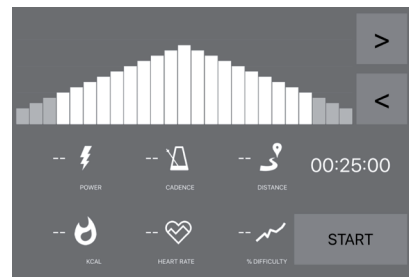 >
<
-- -- -- 00:25:00
POWER CADENCE DISTANCE
-- -- -- START
KCAL HEART RATE % DIFFICULTY